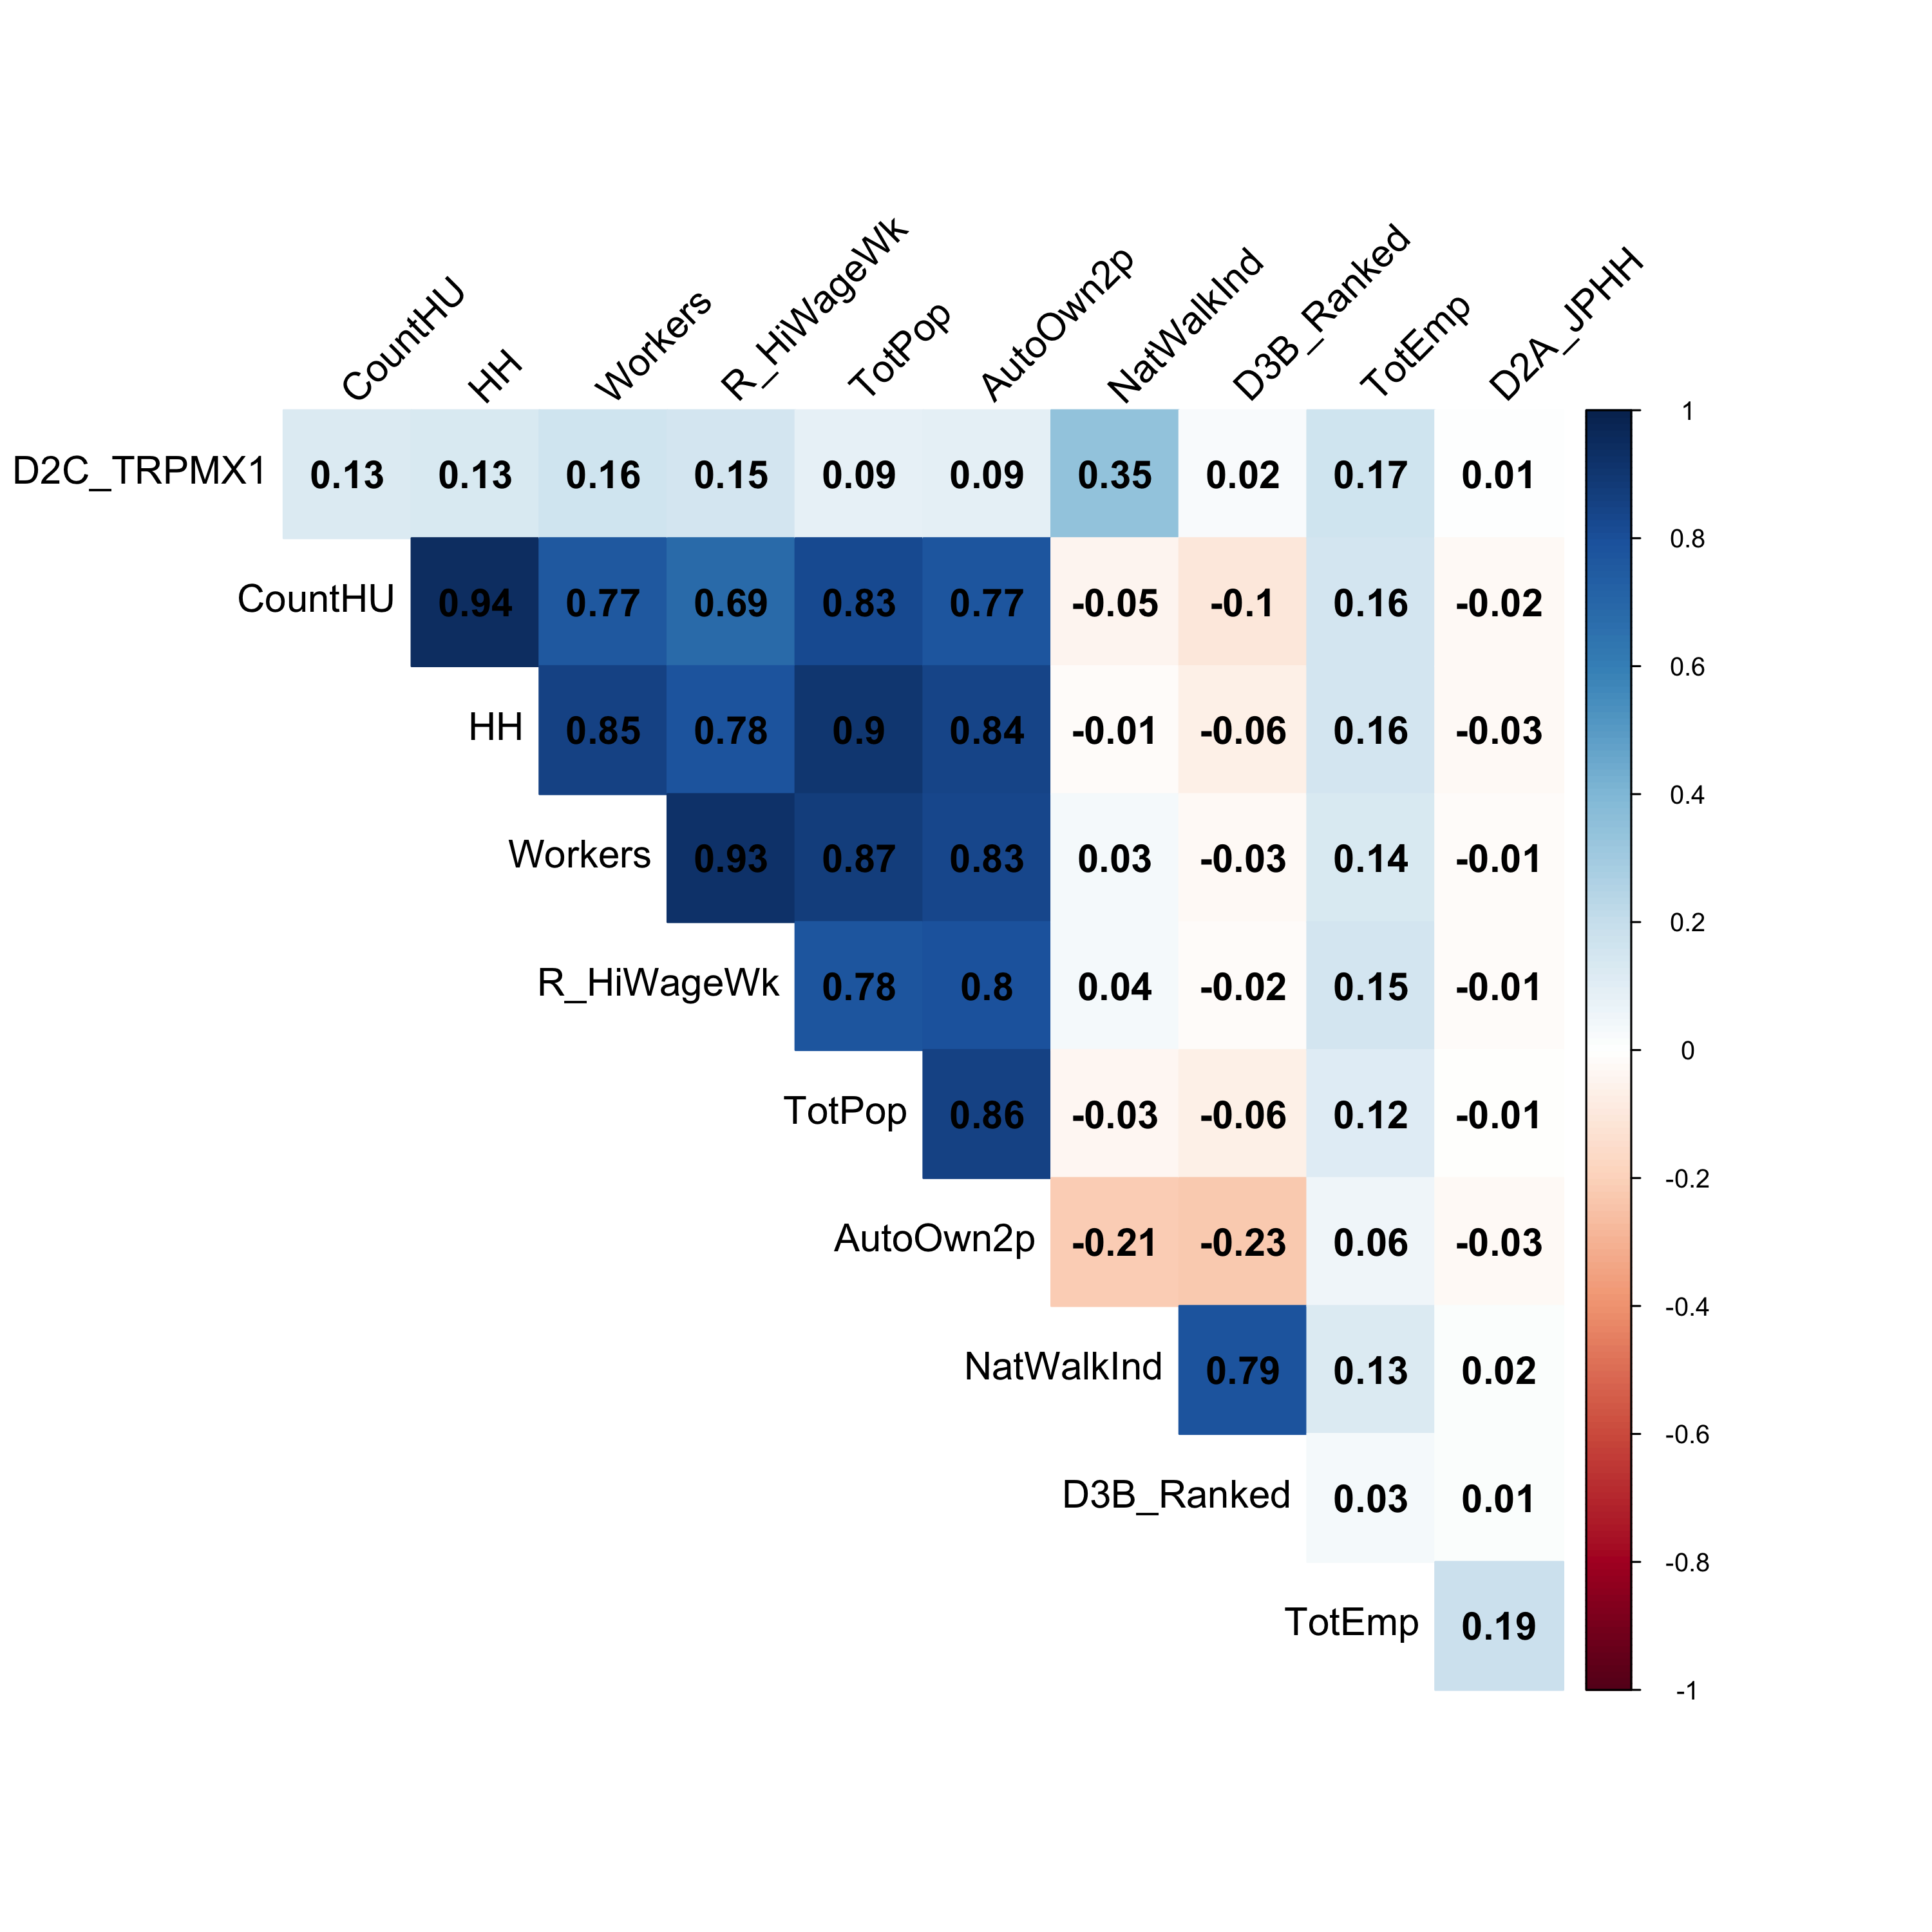 CountHU HH Workers R_HiWageWk TotPop AutoOwn2p NatWalkInd D3B_Ranked TotEmp D2A_JPHH
D2C_TRPMX1 0.13 0.13 0.16 0.15 0.09 0.09 0.35 0.02 0.17 0.01
CountHU 0.94 0.77 0.69 0.83 0.77 -0.05 -0.1 0.16 -0.02
HH 0.85 0.78 0.9 0.84 -0.01 -0.06 0.16 -0.03
Workers 0.93 0.87 0.83 0.03 -0.03 0.14 -0.01
R_HiWageWk 0.78 0.8 0.04 -0.02 0.15 -0.01
TotPop 0.86 -0.03 -0.06 0.12 -0.01
AutoOwn2p -0.21 -0.23 0.06 -0.03
NatWalkInd 0.79 0.13 0.02
D3B_Ranked 0.03 0.01
TotEmp 0.19
1
0.8
0.6
0.4
0.2
0
-0.2
-0.4
-0.6
-0.8
-1